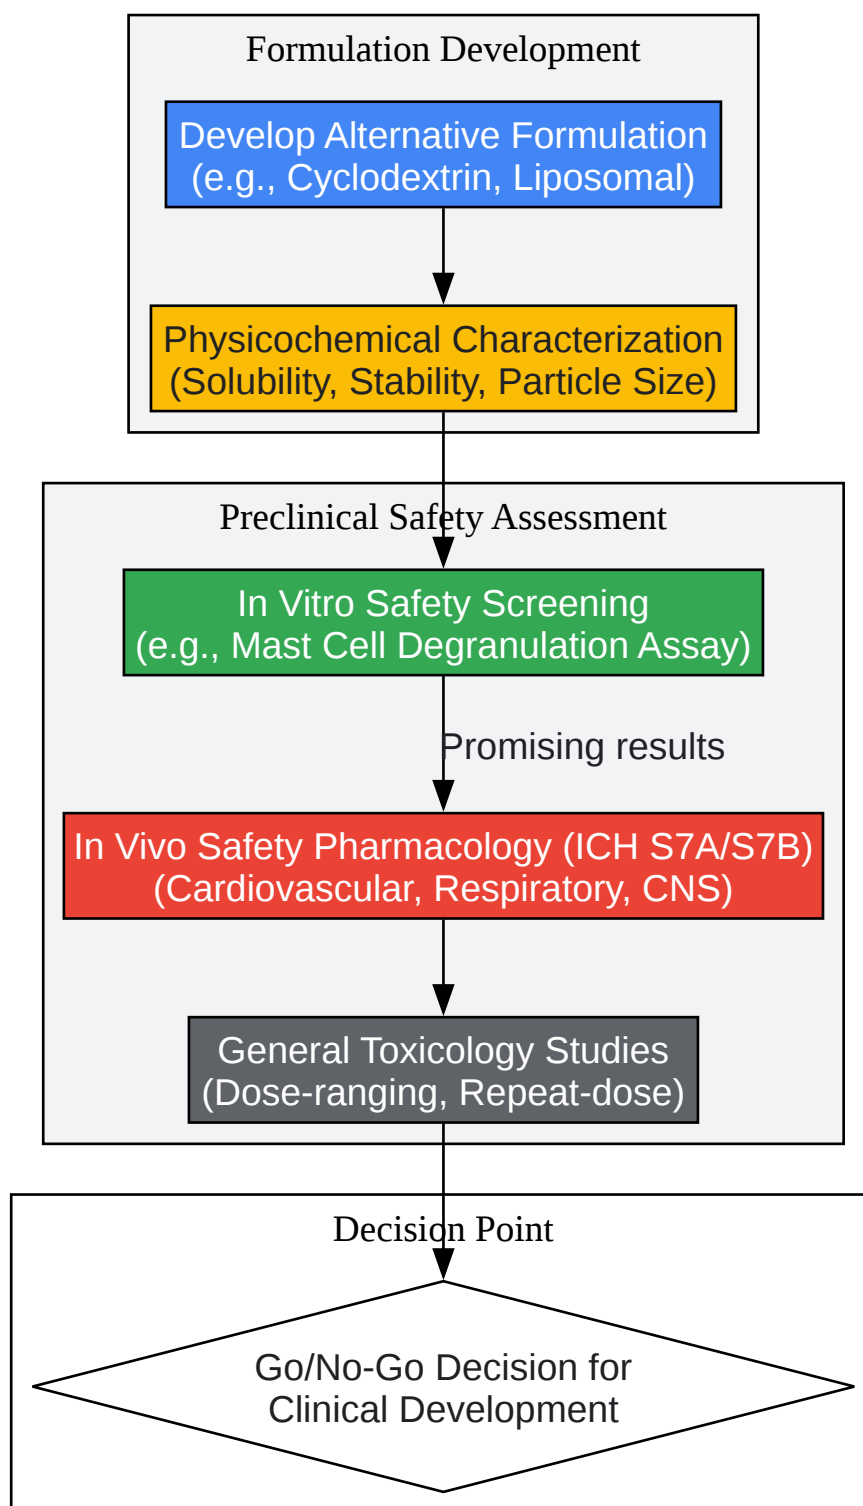 Formulation Development
Develop Alternative Formulation
(e.g., Cyclodextrin, Liposomal)
Physicochemical Characterization
(Solubility, Stability, Particle Size)
Preclinical Safety Assessment
In Vitro Safety Screening
(e.g., Mast Cell Degranulation Assay)
Promising results
In Vivo Safety Pharmacology (ICH S7A/S7B)
(Cardiovascular, Respiratory, CNS)
General Toxicology Studies
(Dose-ranging, Repeat-dose)
Decision Point
Go/No-Go Decision for
Clinical Development